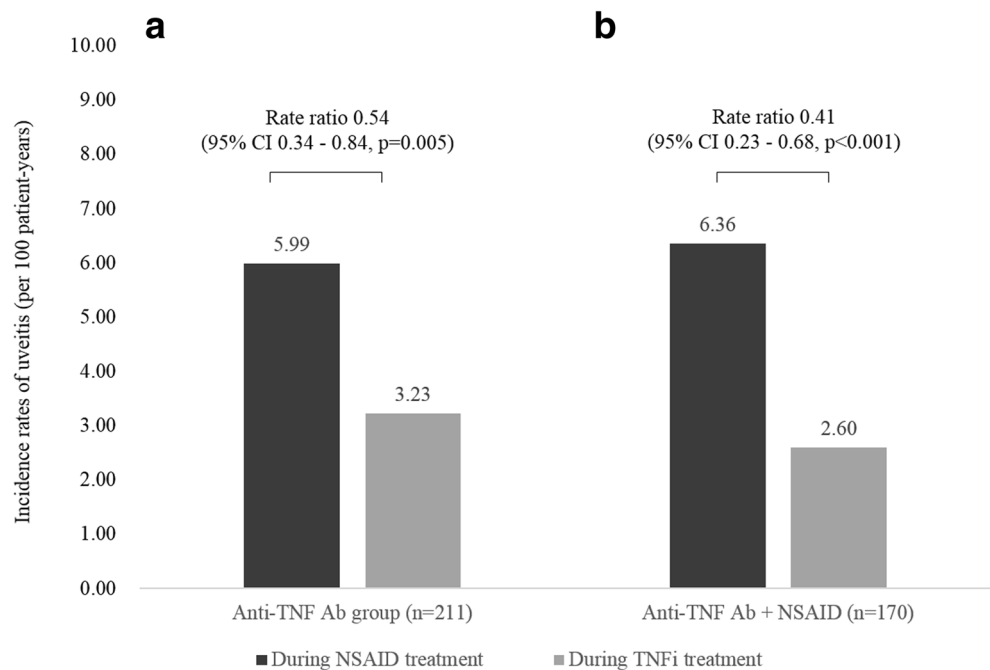 a
b
10.00
9.00
8.00
7.00
6.00
5.00
4.00
3.00
2.00
1.00
0.00
Incidence rates of uveitis (per 100 patient-years)
Rate ratio 0.54
(95% CI 0.34 - 0.84, p=0.005)
5.99
3.23
Rate ratio 0.41
(95% CI 0.23 - 0.68, p<0.001)
6.36
2.60
Anti-TNF Ab group (n=211)
Anti-TNF Ab + NSAID (n=170)
During NSAID treatment
During TNFi treatment